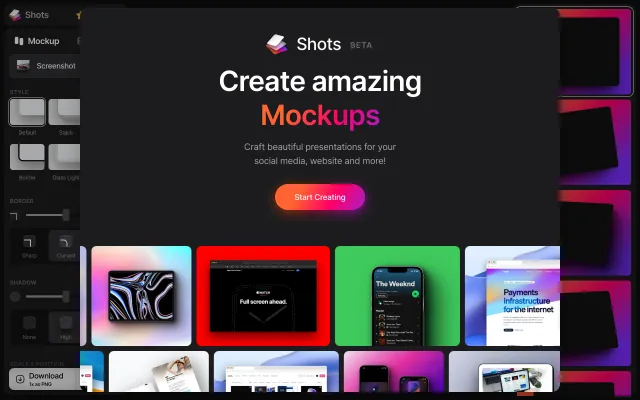 Shots
Mockup
Screenshot
STYLE
Default
Stack
Border
Glass Light
BORDER
Sharp
Curved
SHADOW
None
High
Download
1x as PNG
Shots BETA
Create amazing
Mockups
Craft beautiful presentations for your
social media, website and more!
Start Creating
WATCH
Full screen ahead.
The Weeknd
Payments
infrastructure
for the internet